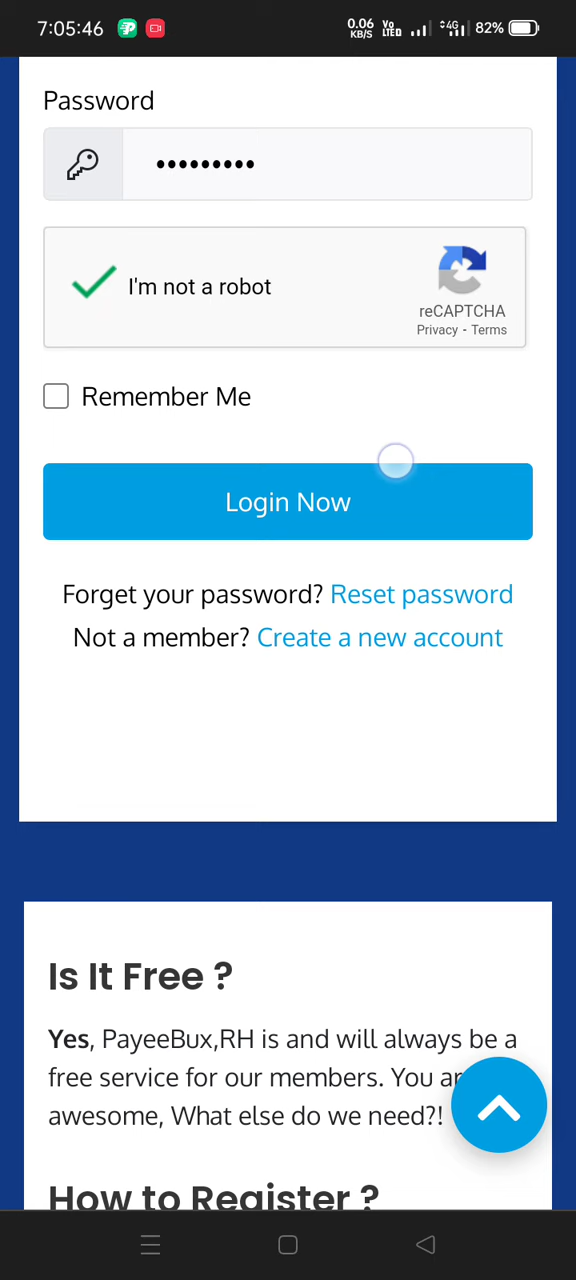 7:05:46
0.06 KB/S VoLTED 4G 82%
Password
•••••••••
I'm not a robot
reCAPTCHA
Privacy - Terms
Remember Me
Login Now
Forget your password? Reset password
Not a member? Create a new account
Is It Free ?
Yes, PayeeBux,RH is and will always be a
free service for our members. You
awesome, What else do we need?!
How to Register ?